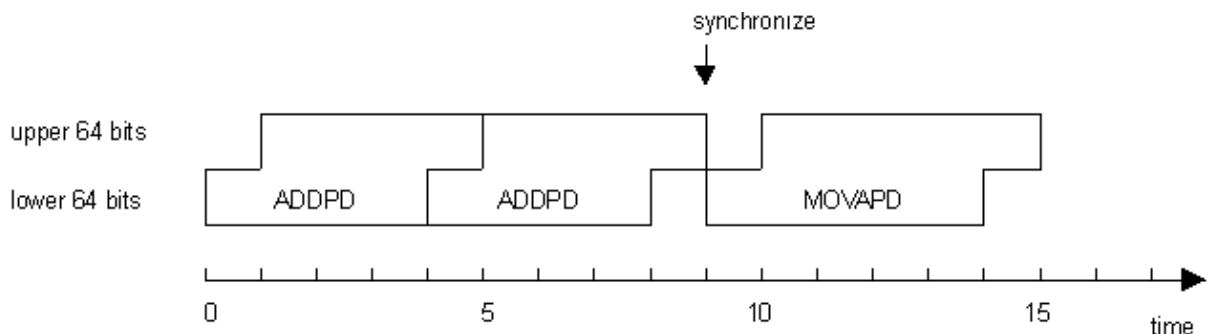 synchronize
upper 64 bits
lower 64 bits ADDPD ADDPD MOVAPD
0 5 10 15
time